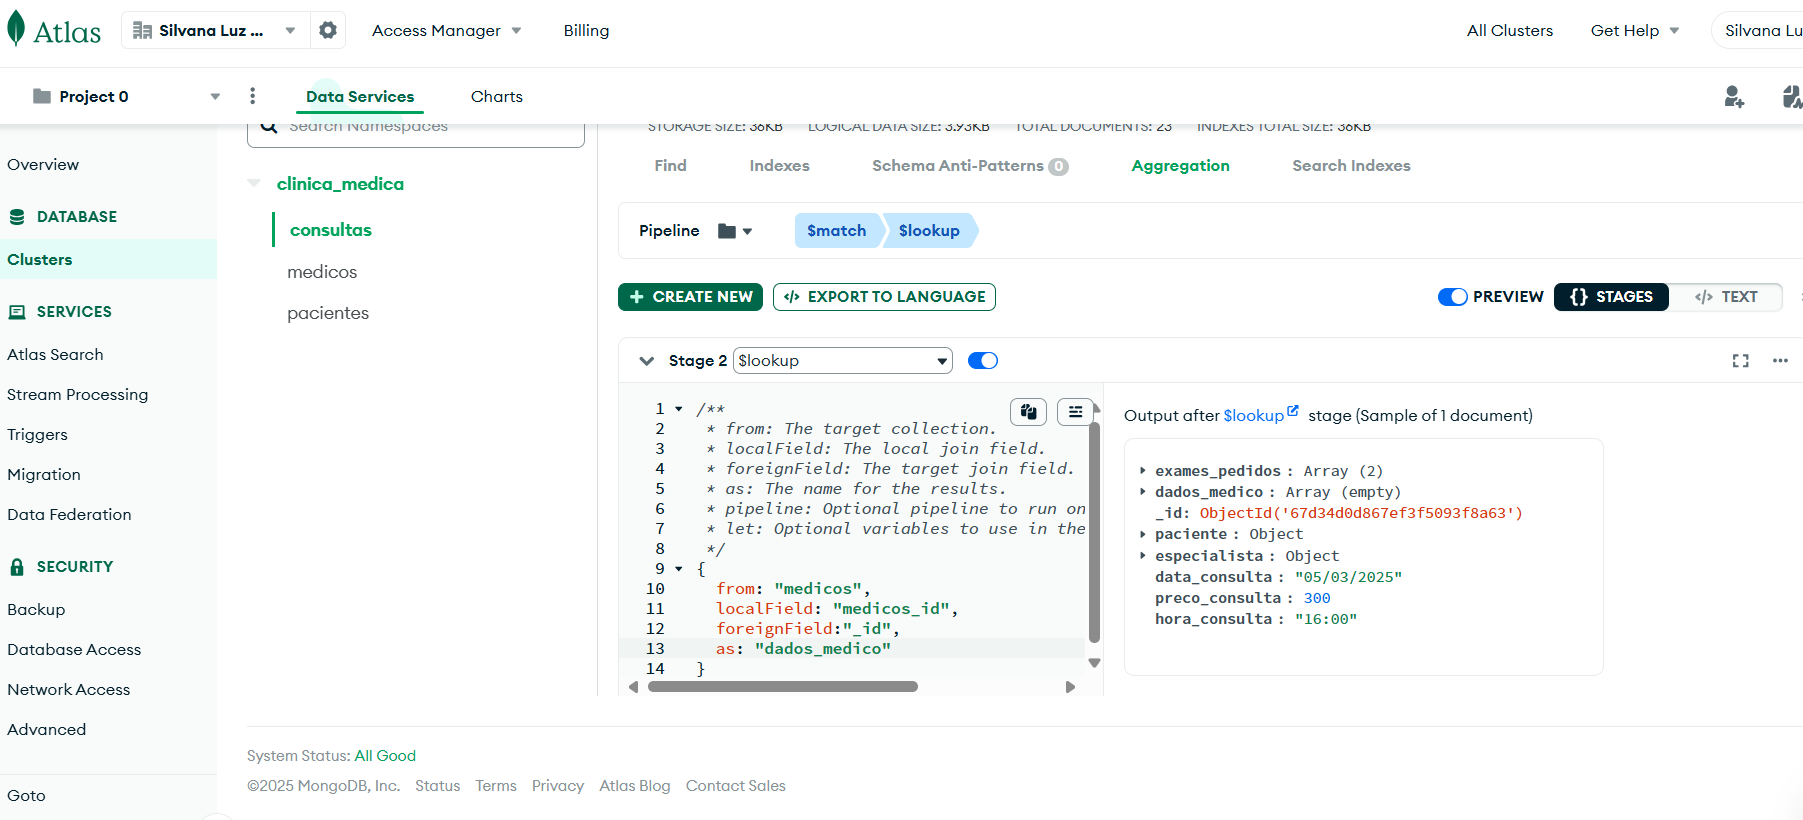 Atlas
Silvana Luz ...
Access Manager
Billing
All Clusters
Get Help
Silvana Lu
Project 0
Data Services
Charts
Search Namespaces
STORAGE SIZE: 36KB LOGICAL DATA SIZE: 3.93KB TOTAL DOCUMENTS: 23 INDEXES TOTAL SIZE: 36KB
Overview
DATABASE
Clusters
SERVICES
Atlas Search
Stream Processing
Triggers
Migration
Data Federation
SECURITY
Backup
Database Access
Network Access
Advanced
Goto
clinica_medica
consultas
medicos
pacientes
Find
Indexes
Schema Anti-Patterns 0
Aggregation
Search Indexes
Pipeline
$match
$lookup
+ CREATE NEW
</> EXPORT TO LANGUAGE
PREVIEW
{} STAGES
</> TEXT
Stage 2 $lookup
1 /**
2 * from: The target collection.
3 * localField: The local join field.
4 * foreignField: The target join field.
5 * as: The name for the results.
6 * pipeline: Optional pipeline to run on
7 * let: Optional variables to use in the
8 */
9 {
10 from: "medicos",
11 localField: "medicos_id",
12 foreignField:"_id",
13 as: "dados_medico"
14 }
Output after $lookup stage (Sample of 1 document)
exames_pedidos : Array (2)
dados_medico : Array (empty)
_id: ObjectId('67d34d0d867ef3f5093f8a63')
paciente : Object
especialista : Object
data_consulta : "05/03/2025"
preco_consulta : 300
hora_consulta : "16:00"
System Status: All Good
©2025 MongoDB, Inc. Status Terms Privacy Atlas Blog Contact Sales